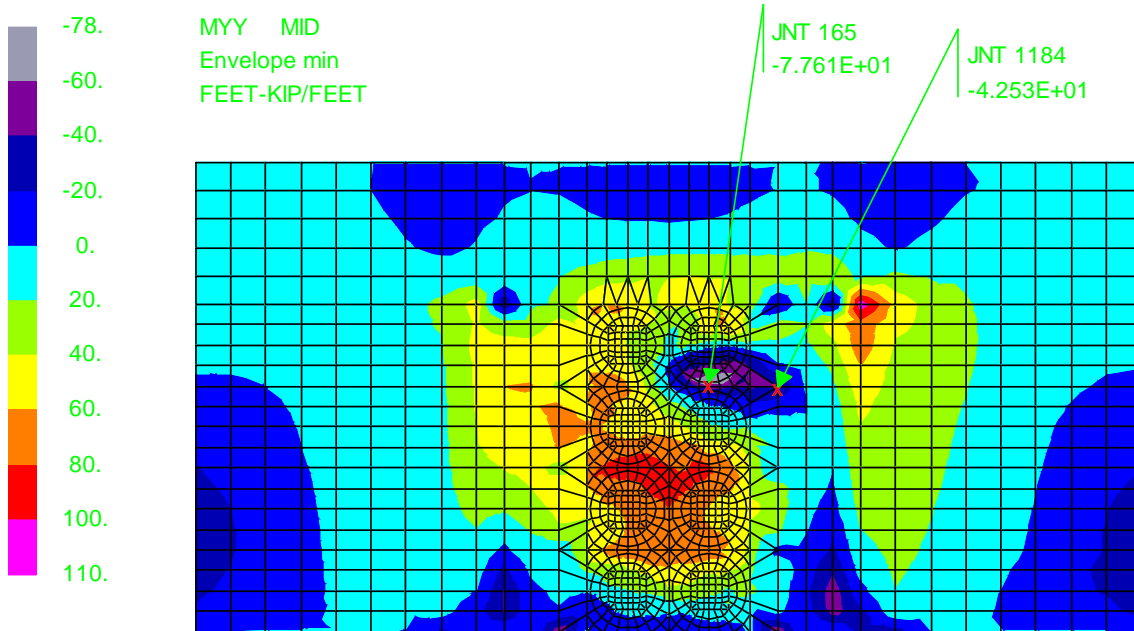 -78.
-60.
-40.
-20.
0.
20.
40.
60.
80.
100.
110.
MYY MID
Envelope min
FEET-KIP/FEET
JNT 165
-7.761E+01
JNT 1184
-4.253E+01
X
X